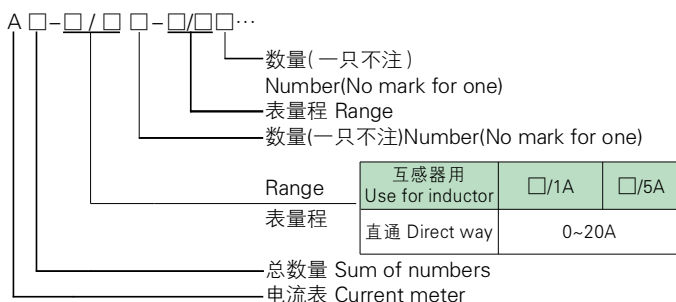 A □-□/□ □-□/□□…
数量(一只不注)
Number(No mark for one)
表量程 Range
数量(一只不注)Number(No mark for one)
Range
表量程
互感器用
Use for inductor
□/1A
□/5A
直通 Direct way
0~20A
总数量 Sum of numbers
电流表 Current meter